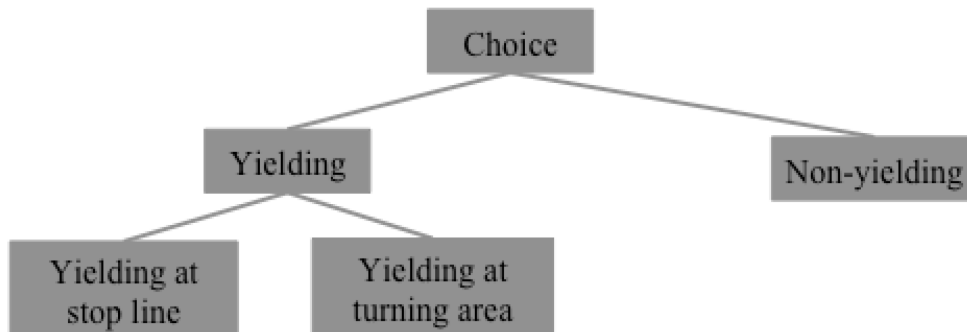 Choice
Yielding
Non-yielding
Yielding at
stop line
Yielding at
turning area